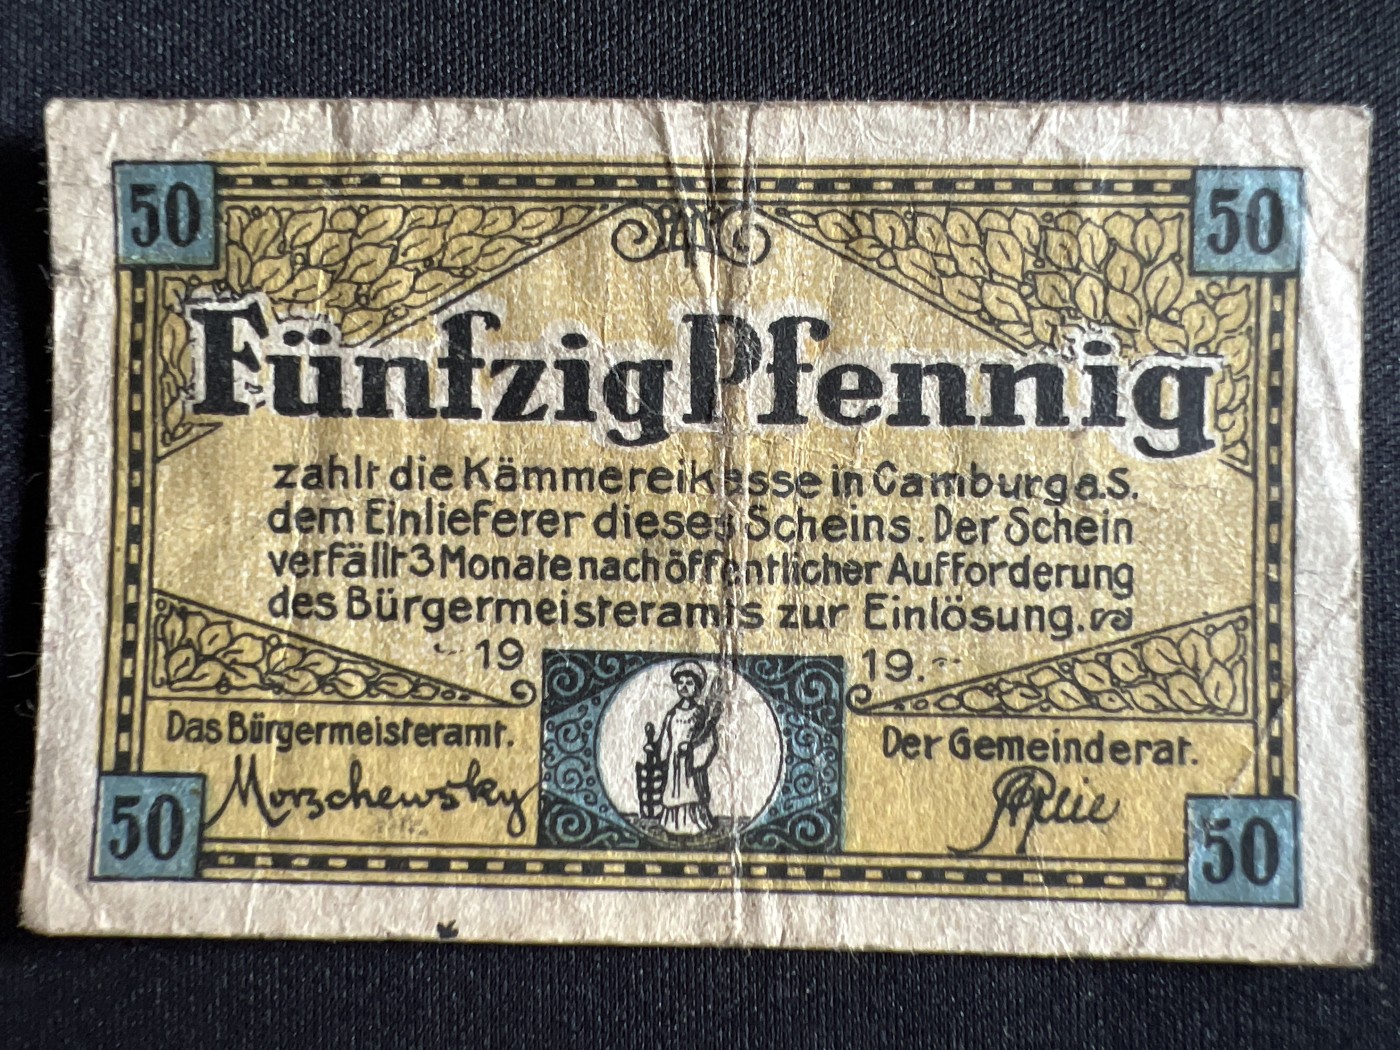 50 50
Fünfzig Pfennig
zahlt die Kämmereikasse in Camburg a.S.
dem Einlieferer dieses Scheins. Der Schein
verfällt 3 Monate nach öffentlicher Aufforderung
des Bürgermeisteramts zur Einlösung.
19 19
Das Bürgermeisteramt. Der Gemeinderat.
Morzschewsky
50 50